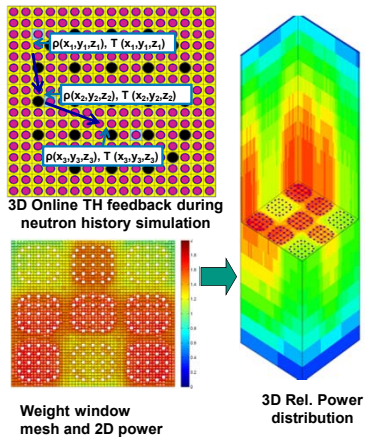 ρ(x₁,y₁,z₁), T (x₁,y₁,z₁)
ρ(x₂,y₂,z₂), T (x₂,y₂,z₂)
ρ(x₃,y₃,z₃), T (x₃,y₃,z₃)
3D Online TH feedback during
neutron history simulation
Weight window
mesh and 2D power
3D Rel. Power
distribution